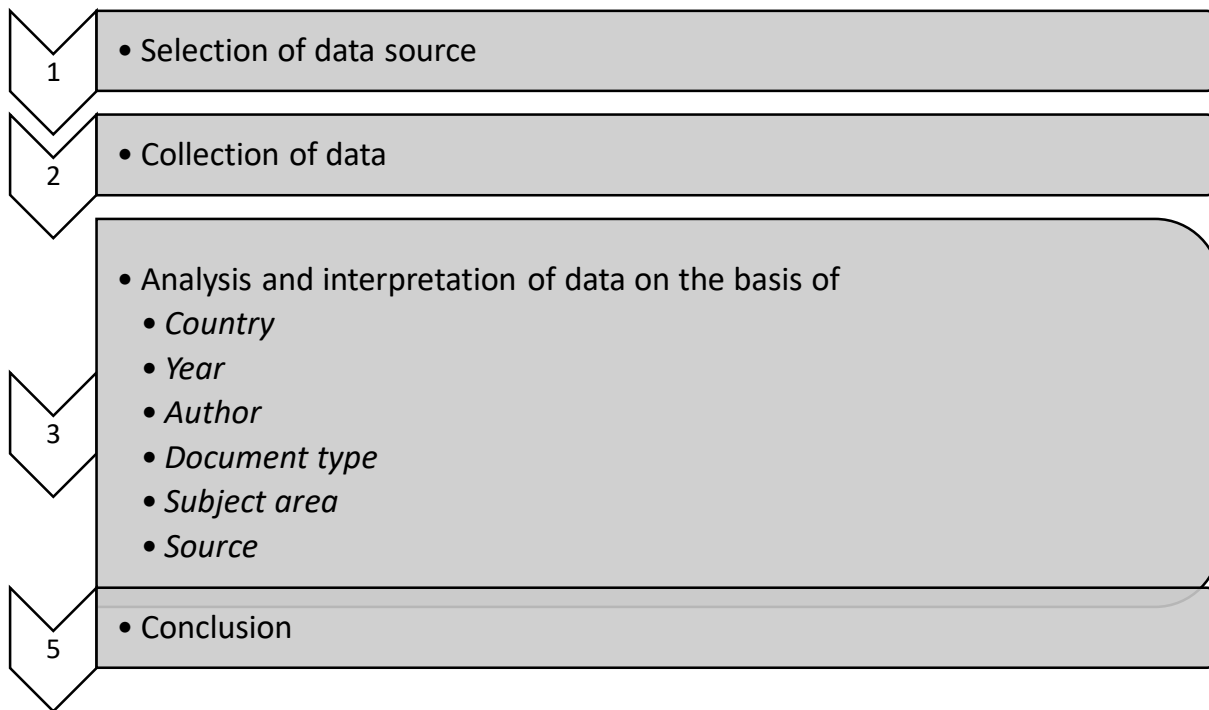 1
• Selection of data source
2
• Collection of data
3
• Analysis and interpretation of data on the basis of
• Country
• Year
• Author
• Document type
• Subject area
• Source
5
• Conclusion